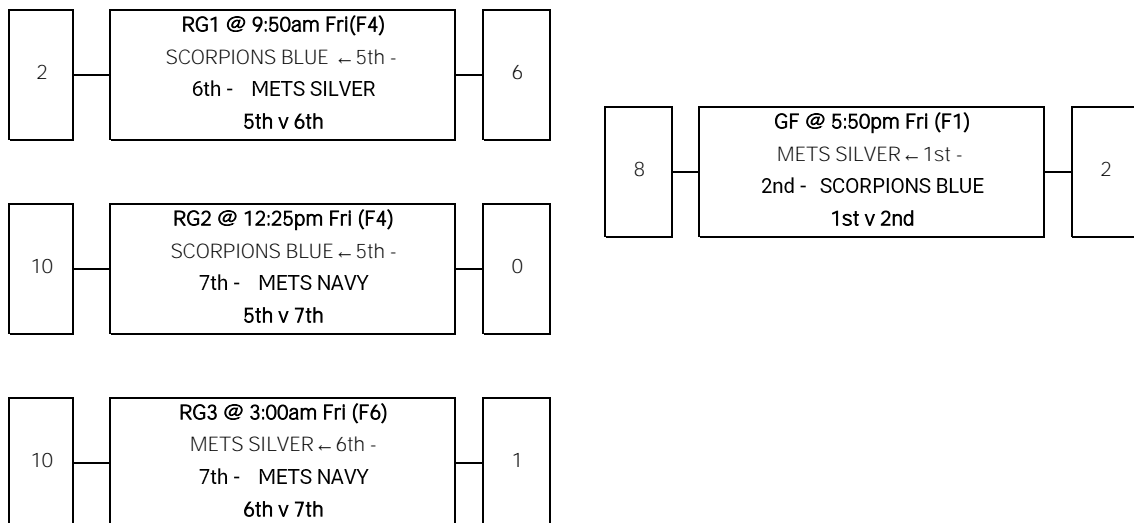 RG1 @ 9:50am Fri(F4)
SCORPIONS BLUE ←5th -
2
6th - METS SILVER
6
5th v 6th
GF @ 5:50pm Fri (F1)
METS SILVER←1st -
8
2nd - SCORPIONS BLUE
2
1st v 2nd
RG2 @ 12:25pm Fri (F4)
SCORPIONS BLUE←5th -
10
7th - METS NAVY
0
5th v 7th
RG3 @ 3:00am Fri (F6)
METS SILVER←6th -
10
7th - METS NAVY
1
6th v 7th